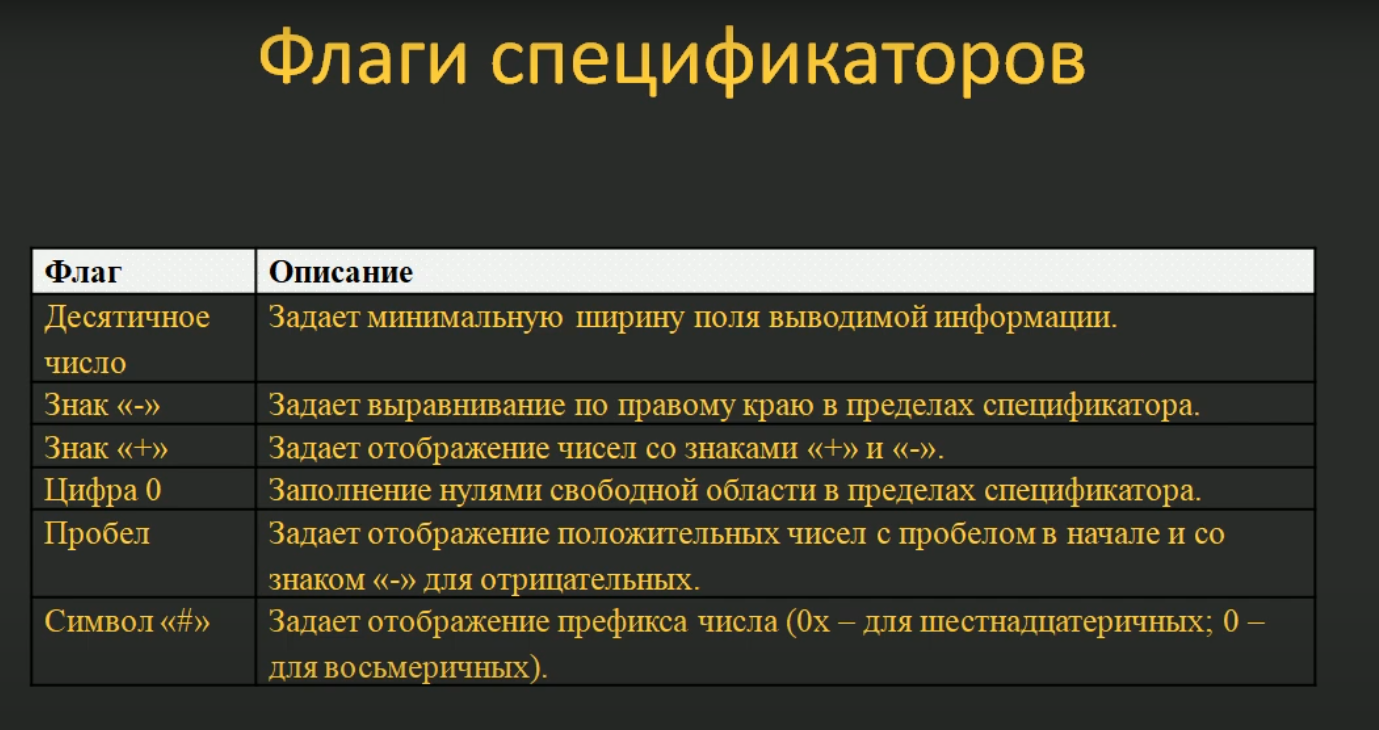 Флаги спецификаторов
Флаг
Описание
Десятичное
число
Задает минимальную ширину поля выводимой информации.
Знак «-»
Задает выравнивание по правому краю в пределах спецификатора.
Знак «+»
Задает отображение чисел со знаками «+» и «-».
Цифра 0
Заполнение нулями свободной области в пределах спецификатора.
Пробел
Задает отображение положительных чисел с пробелом в начале и со
знаком «-» для отрицательных.
Символ «#»
Задает отображение префикса числа (0x – для шестнадцатеричных; 0 –
для восьмеричных).